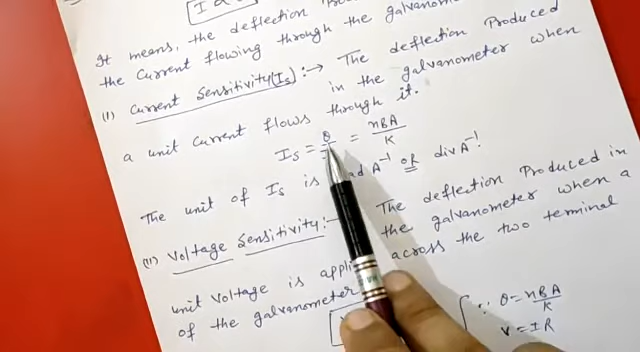 I α
It means, the deflection
the current flowing through the galvano
(i) Current Sensitivity(Is):→ The deflection Produced
in the galvanometer when
a unit current flows through it.
Is = θ = nBA/K
The unit of Is is ad A⁻¹ or div A⁻¹.
(ii) Voltage Sensitivity:- The deflection Produced in
the galvanometer when a
unit voltage is appli across the two terminal
of the galvanometer
∵ θ = nBA/K
V = IR